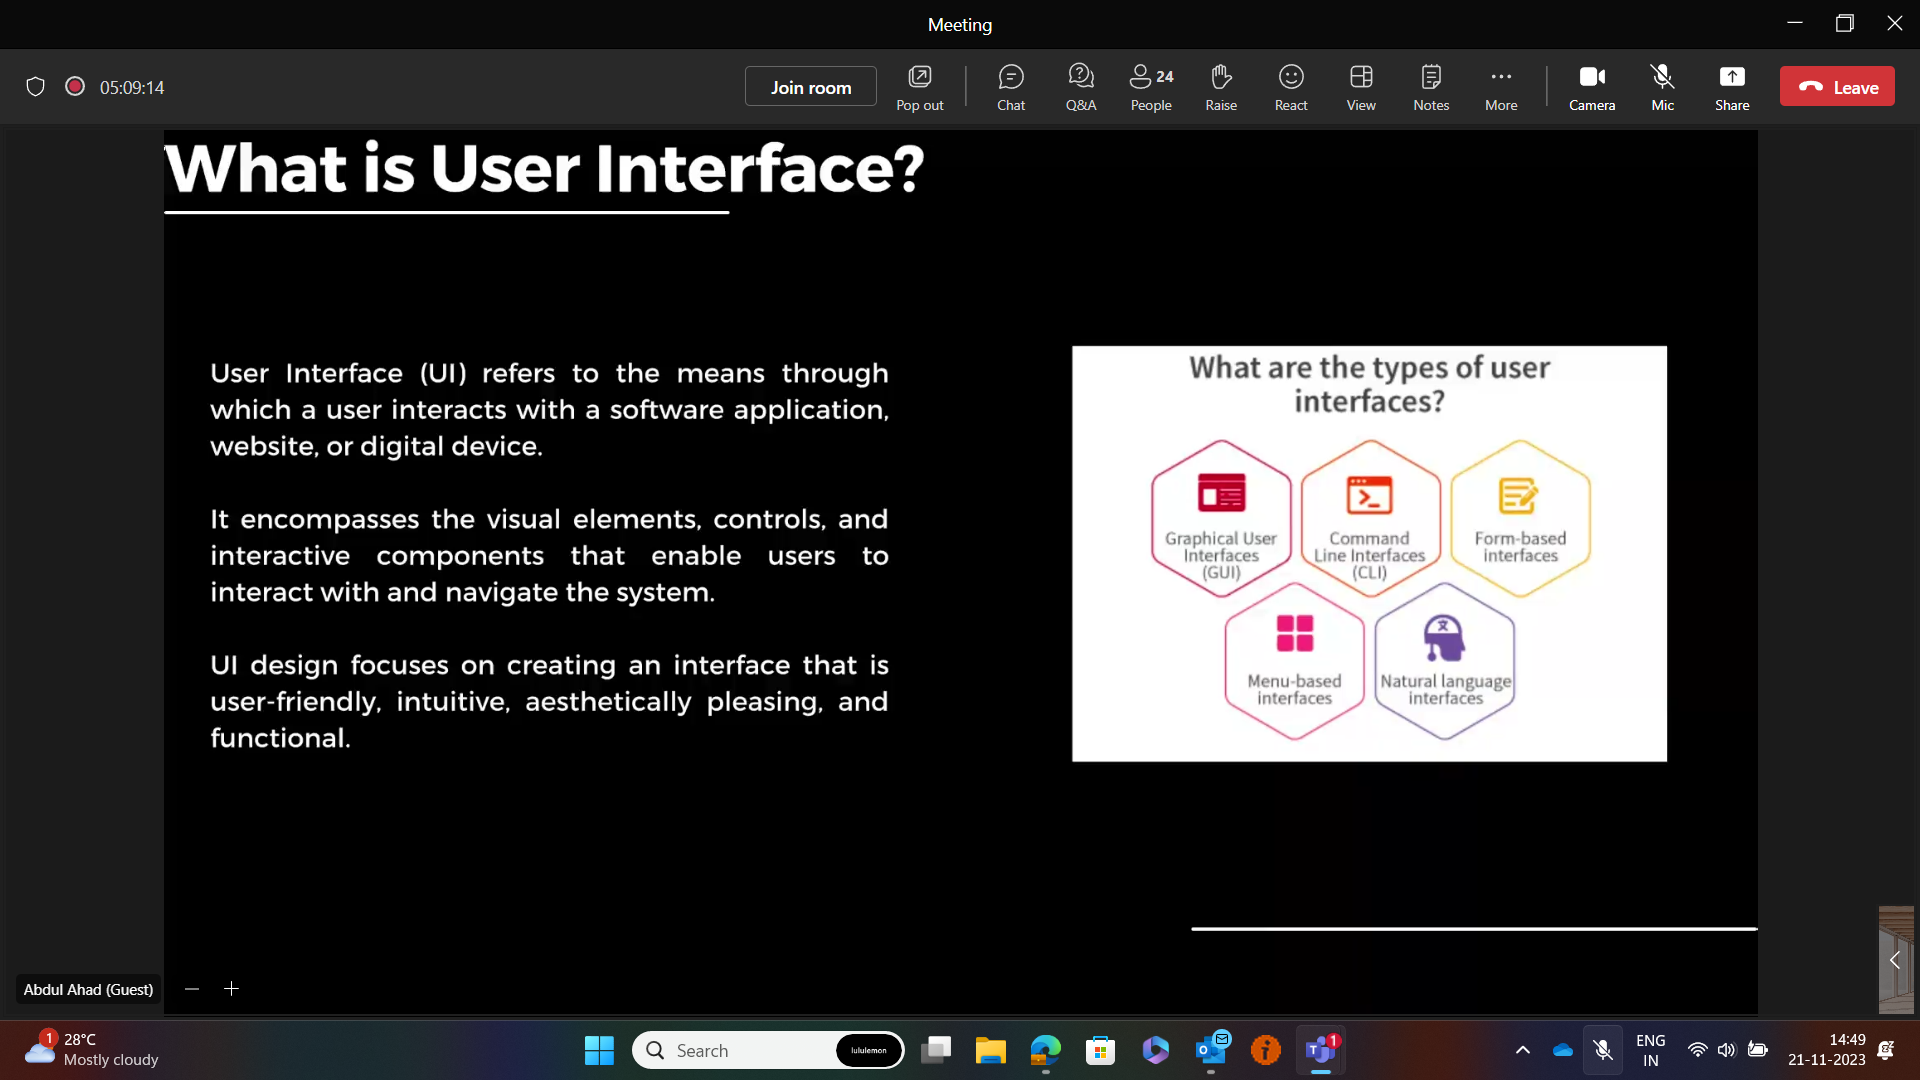 Meeting
05:09:14
Join room
Pop out
Chat
Q&A
24
People
Raise
React
View
Notes
More
Camera
Mic
Share
Leave
What is User Interface?
User Interface (UI) refers to the means through
which a user interacts with a software application,
website, or digital device.
It encompasses the visual elements, controls, and
interactive components that enable users to
interact with and navigate the system.
UI design focuses on creating an interface that is
user-friendly, intuitive, aesthetically pleasing, and
functional.
What are the types of user
interfaces?
Graphical User
Interfaces
(GUI)
Command
Line Interfaces
(CLI)
Form-based
interfaces
Menu-based
interfaces
Natural language
interfaces
Abdul Ahad (Guest)
1
28°C
Mostly cloudy
Search
lululemon
1
ENG
IN
14:49
21-11-2023